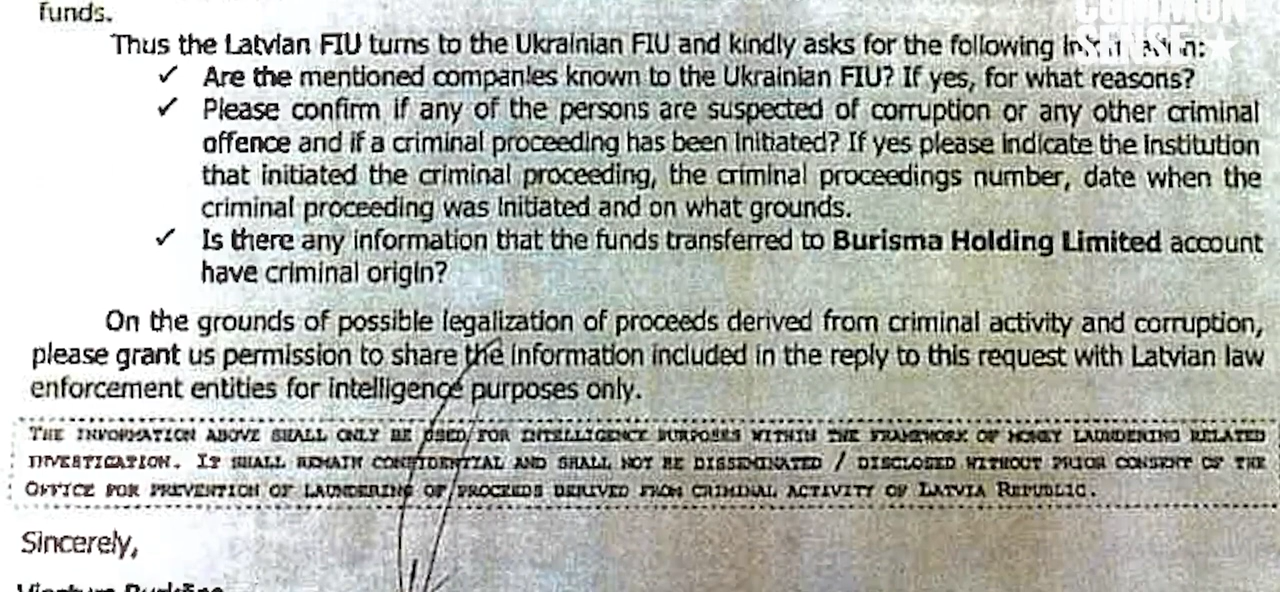 funds.
COMMON
SENSE
Thus the Latvian FIU turns to the Ukrainian FIU and kindly asks for the following information:
✓ Are the mentioned companies known to the Ukrainian FIU? If yes, for what reasons?
✓ Please confirm if any of the persons are suspected of corruption or any other criminal
offence and if a criminal proceeding has been initiated? If yes please indicate the institution
that initiated the criminal proceeding, the criminal proceedings number, date when the
criminal proceeding was initiated and on what grounds.
✓ Is there any information that the funds transferred to Burisma Holding Limited account
have criminal origin?
On the grounds of possible legalization of proceeds derived from criminal activity and corruption,
please grant us permission to share the information included in the reply to this request with Latvian law
enforcement entities for intelligence purposes only.
THE INFORMATION ABOVE SHALL ONLY BE USED FOR INTELLIGENCE PURPOSES WITHIN THE FRAMEWORK OF MONEY LAUNDERING RELATED
INVESTIGATION. IT SHALL REMAIN CONFIDENTIAL AND SHALL NOT BE DISSEMINATED / DISCLOSED WITHOUT PRIOR CONSENT OF THE
OFFICE FOR PREVENTION OF LAUNDERING OF PROCEEDS DERIVED FROM CRIMINAL ACTIVITY OF LATVIA REPUBLIC.
Sincerely,